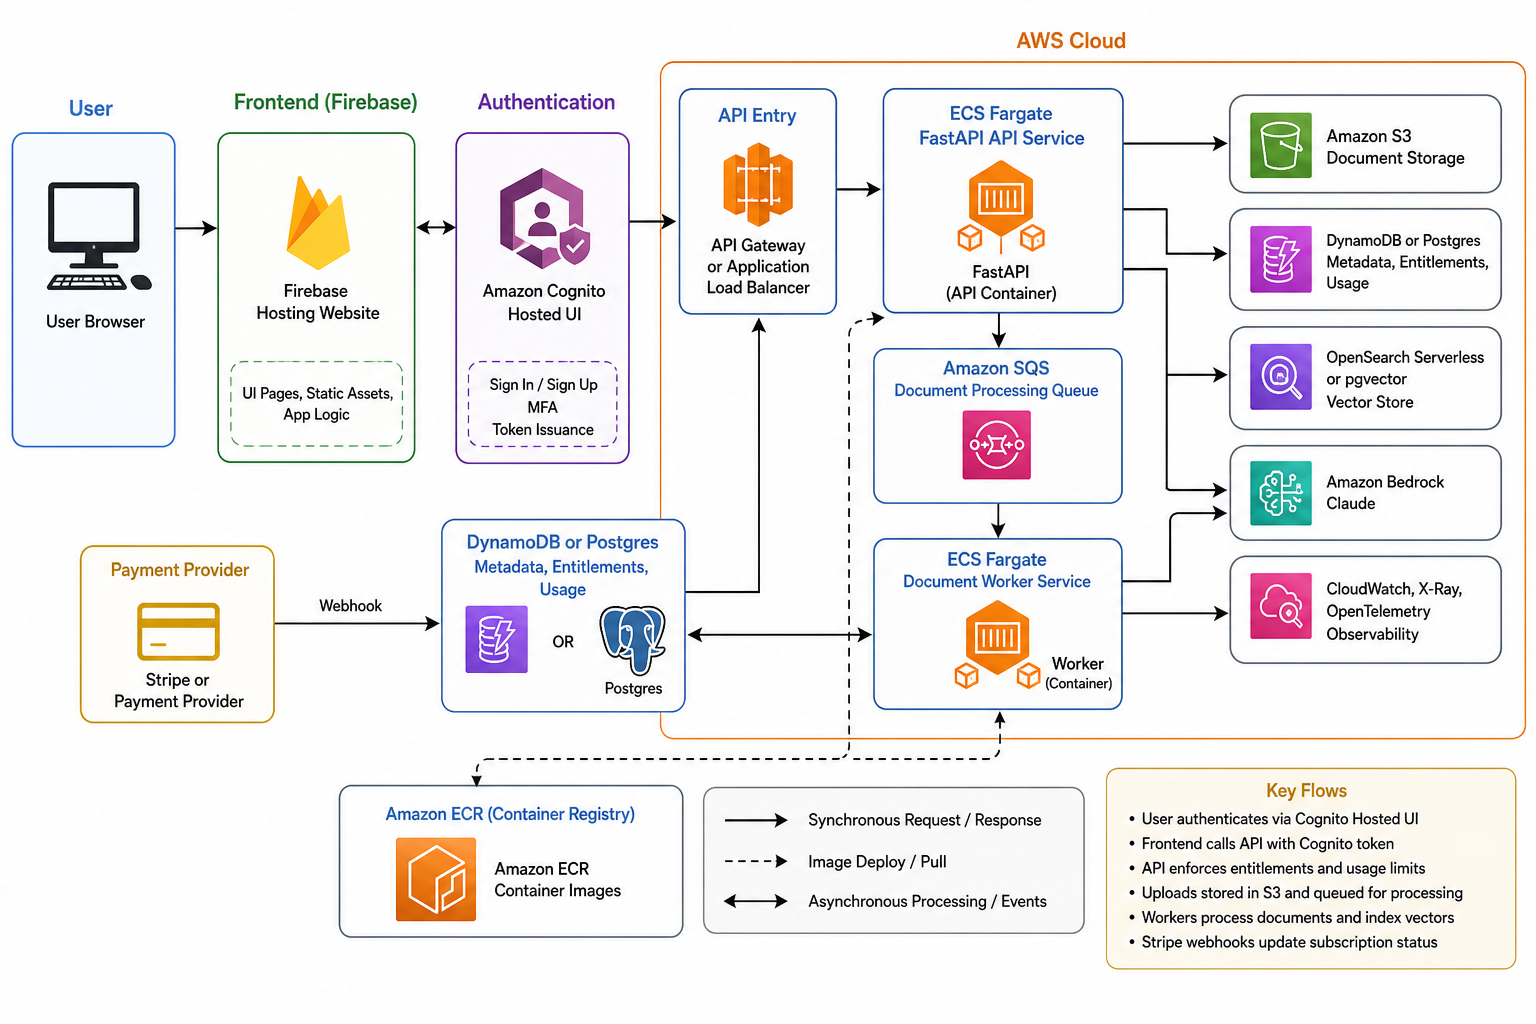 AWS Cloud
User
User Browser
Frontend (Firebase)
Firebase
Hosting Website
UI Pages, Static Assets,
App Logic
Authentication
Amazon Cognito
Hosted UI
Sign In / Sign Up
MFA
Token Issuance
API Entry
API Gateway
or Application
Load Balancer
ECS Fargate
FastAPI API Service
FastAPI
(API Container)
Amazon SQS
Document Processing Queue
ECS Fargate
Document Worker Service
Worker
(Container)
Amazon S3
Document Storage
DynamoDB or Postgres
Metadata, Entitlements,
Usage
OpenSearch Serverless
or pgvector
Vector Store
Amazon Bedrock
Claude
CloudWatch, X-Ray,
OpenTelemetry
Observability
Payment Provider
Stripe or
Payment Provider
Webhook
DynamoDB or Postgres
Metadata, Entitlements,
Usage
OR
Postgres
Amazon ECR (Container Registry)
Amazon ECR
Container Images
Synchronous Request / Response
Image Deploy / Pull
Asynchronous Processing / Events
Key Flows
• User authenticates via Cognito Hosted UI
• Frontend calls API with Cognito token
• API enforces entitlements and usage limits
• Uploads stored in S3 and queued for processing
• Workers process documents and index vectors
• Stripe webhooks update subscription status